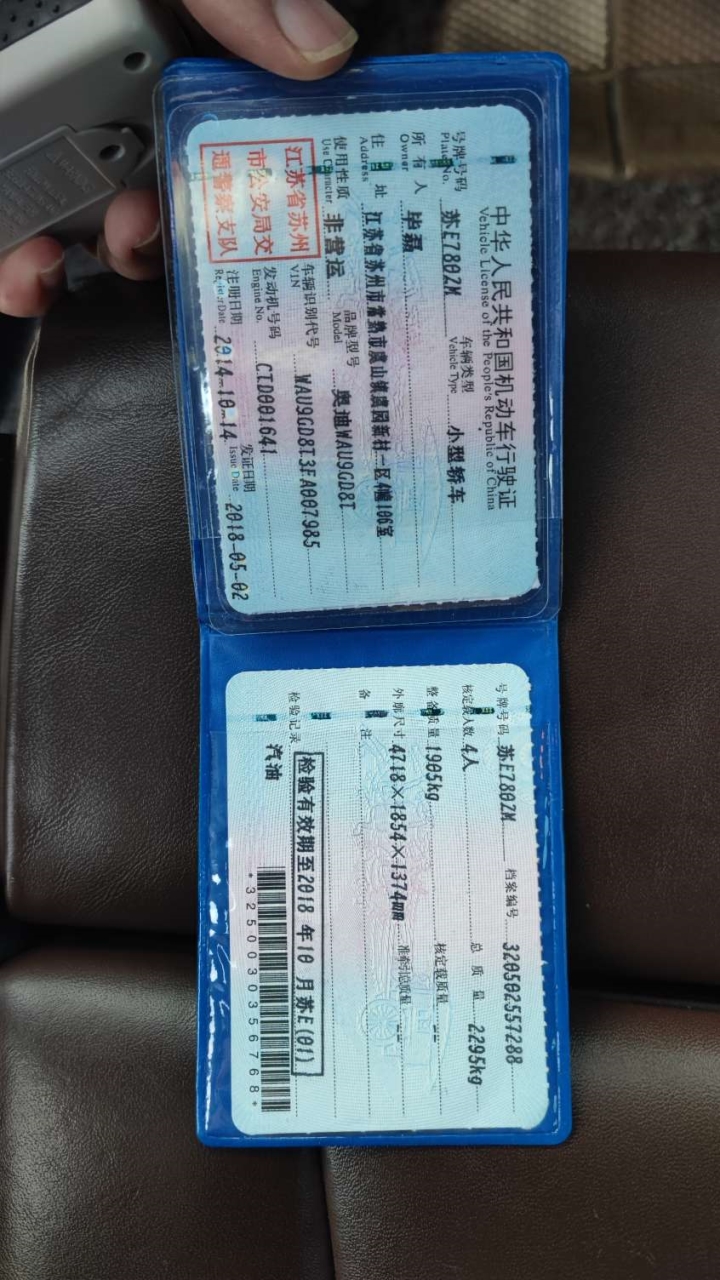 中华人民共和国机动车行驶证
Vehicle License of the People's Republic of China
号牌号码 苏E780ZM 车辆类型 小型轿车
Plate No. Vehicle Type
所有人 毕磊
Owner
住址 江苏省苏州市常熟市虞山镇虞园新村一区4幢106室
Address
使用性质 非营运 品牌型号 奥迪WAU9GD8T
Use Character Model
江苏省苏州
市公安局交
通警察支队
车辆识别代号 WAU9GD8T3EA007985
VIN
发动机号码 CTD001641
Engine No.
注册日期 2014-10-14 发证日期 2018-05-02
Register Date Issue Date
号牌号码 苏E780ZM 档案编号 320502557288
核定载人数 4人 总质量 2295kg
整备质量 1905kg 核定载质量 --
外廓尺寸 4718×1854×1374mm 准牵引总质量 --
备注
检验有效期至2018年10月苏E(01)
检验记录
汽油
*3250030356768*